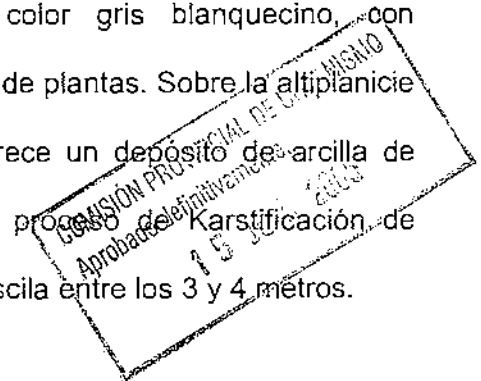 color gris blanquecino, con
de plantas. Sobre la altiplanicie
rece un depósito de arcilla de
proceso de Karstificación de
scila entre los 3 y 4 metros.
COMISIÓN PROVINCIAL DE URBANISMO
Aprobado definitivamente
15